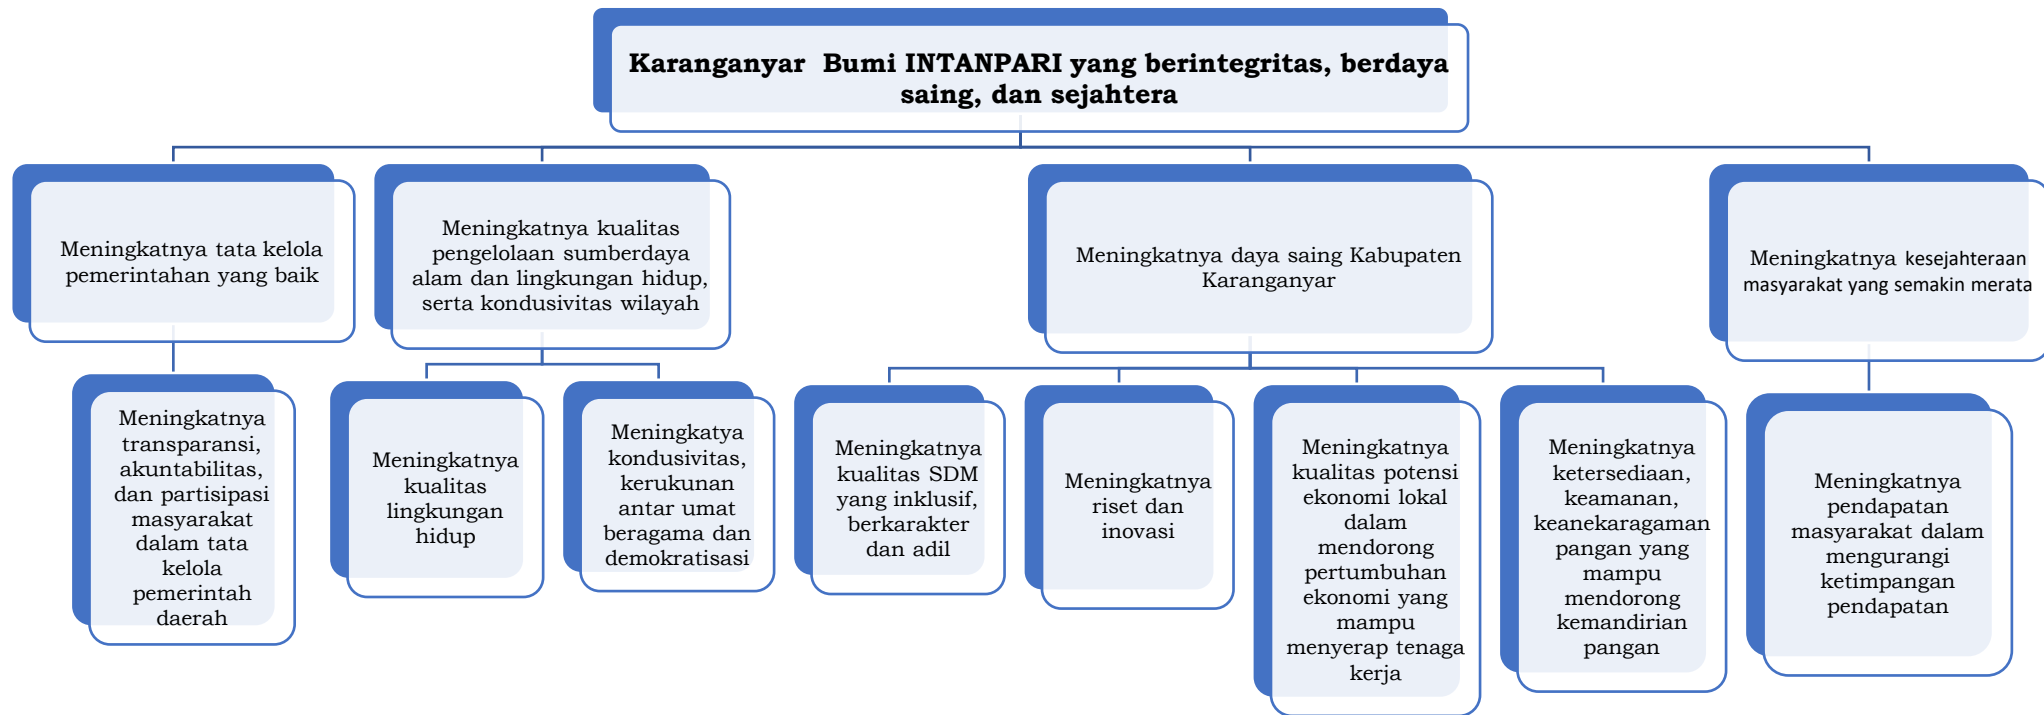 Karanganyar  Bumi INTANPARI yang berintegritas, berdaya
saing, dan sejahtera
Meningkatnya tata kelola
pemerintahan yang baik
Meningkatnya kualitas
pengelolaan sumberdaya
alam dan lingkungan hidup,
serta kondusivitas wilayah
Meningkatnya daya saing Kabupaten
Karanganyar
Meningkatnya kesejahteraan
masyarakat yang semakin merata
Meningkatnya
transparansi,
akuntabilitas,
dan partisipasi
masyarakat
dalam tata
kelola
pemerintah
daerah
Meningkatnya
kualitas
lingkungan
hidup
Meningkatya
kondusivitas,
kerukunan
antar umat
beragama dan
demokratisasi
Meningkatnya
kualitas SDM
yang inklusif,
berkarakter
dan adil
Meningkatnya
riset dan
inovasi
Meningkatnya
kualitas potensi
ekonomi lokal
dalam
mendorong
pertumbuhan
ekonomi yang
mampu
menyerap tenaga
kerja
Meningkatnya
ketersediaan,
keamanan,
keanekaragaman
pangan yang
mampu
mendorong
kemandirian
pangan
Meningkatnya
pendapatan
masyarakat dalam
mengurangi
ketimpangan
pendapatan